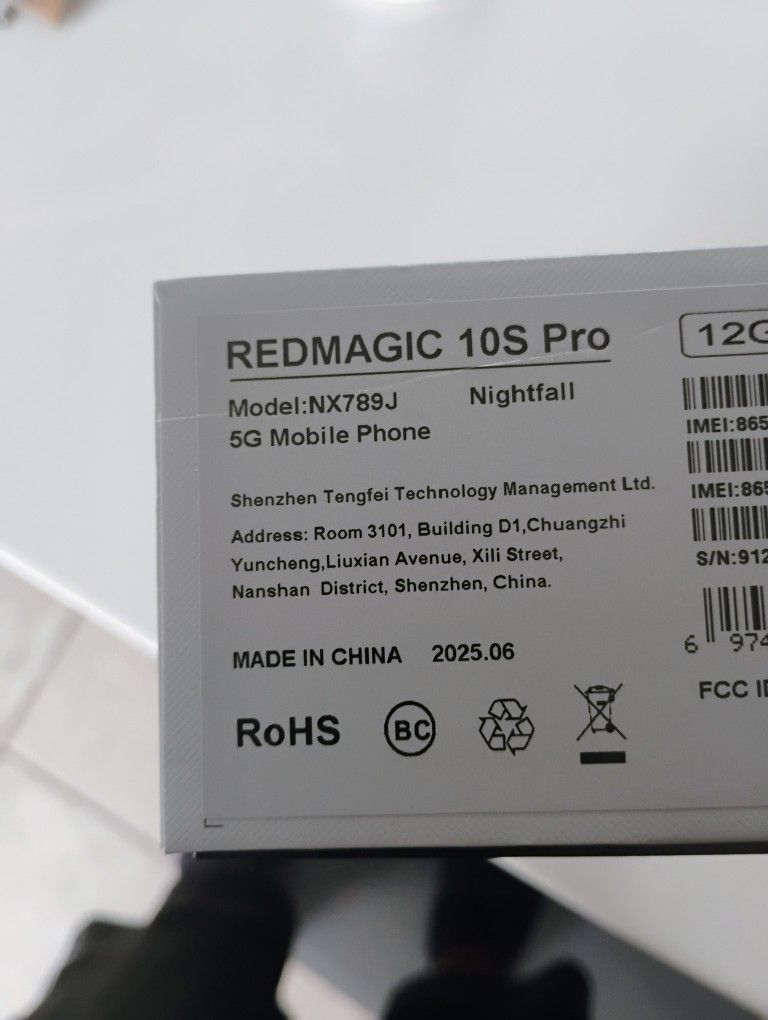 REDMAGIC 10S Pro
Model:NX789J Nightfall
5G Mobile Phone
Shenzhen Tengfei Technology Management Ltd.
Address: Room 3101, Building D1,Chuangzhi
Yuncheng,Liuxian Avenue, Xili Street,
Nanshan District, Shenzhen, China.
MADE IN CHINA 2025.06
RoHS BC
12G
IMEI:865
IMEI:865
S/N:912
6 974
FCC ID